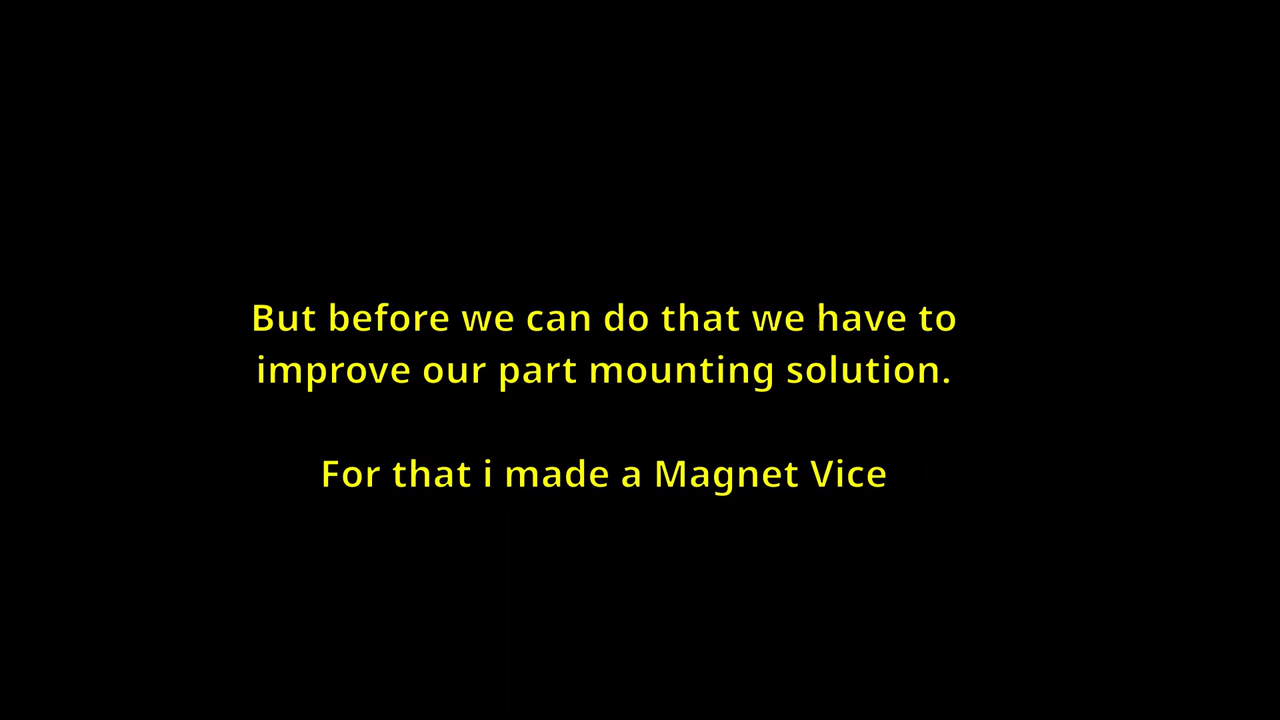 But before we can do that we have to
improve our part mounting solution.
For that i made a Magnet Vice